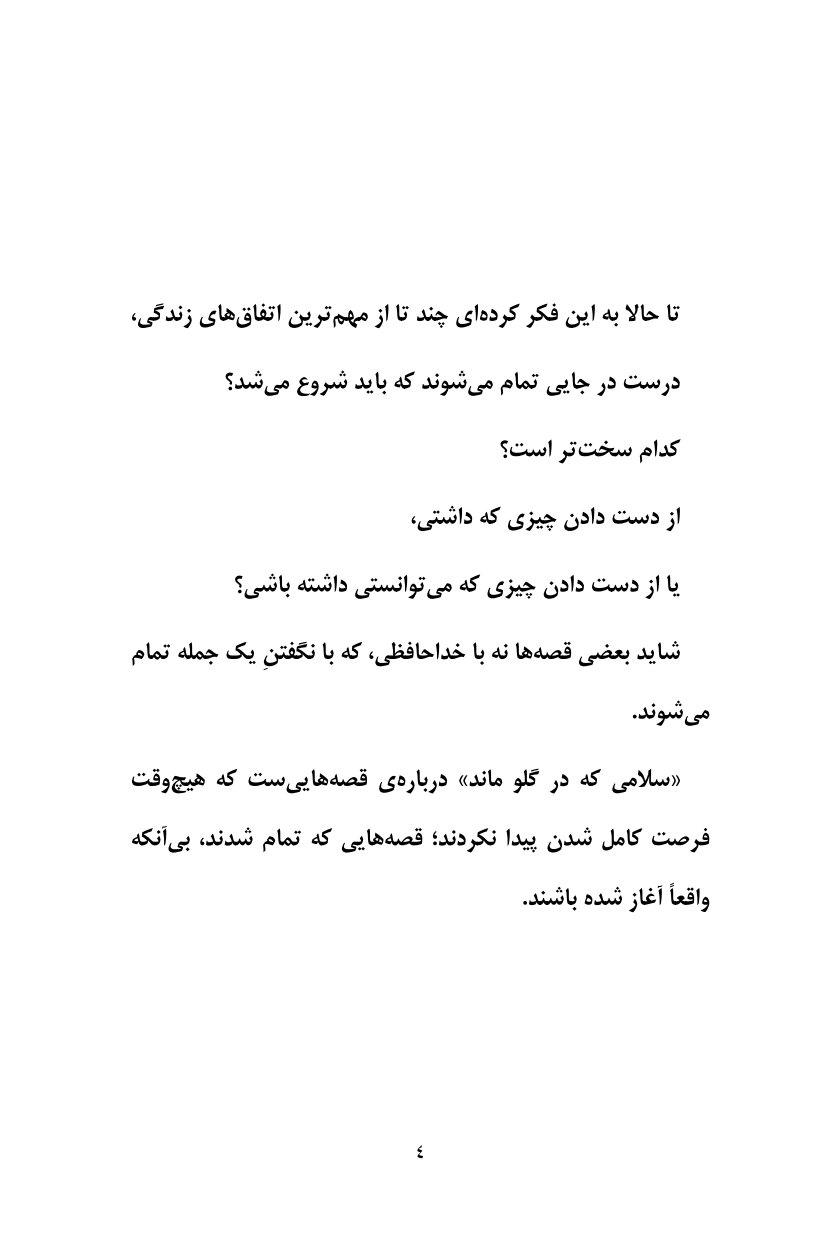 تا حالا به این فکر کرده‌ای چند تا از مهم‌ترین اتفاق‌های زندگی،
درست در جایی تمام می‌شوند که باید شروع می‌شد؟
کدام سخت‌تر است؟
از دست دادن چیزی که داشتی،
یا از دست دادن چیزی که می‌توانستی داشته باشی؟
شاید بعضی قصه‌ها نه با خداحافظی، که با نگفتنِ یک جمله تمام
می‌شوند.
«سلامی که در گلو ماند» درباره‌ی قصه‌هایی‌ست که هیچ‌وقت
فرصت کامل شدن پیدا نکردند؛ قصه‌هایی که تمام شدند، بی‌آنکه
واقعاً آغاز شده باشند.
٤